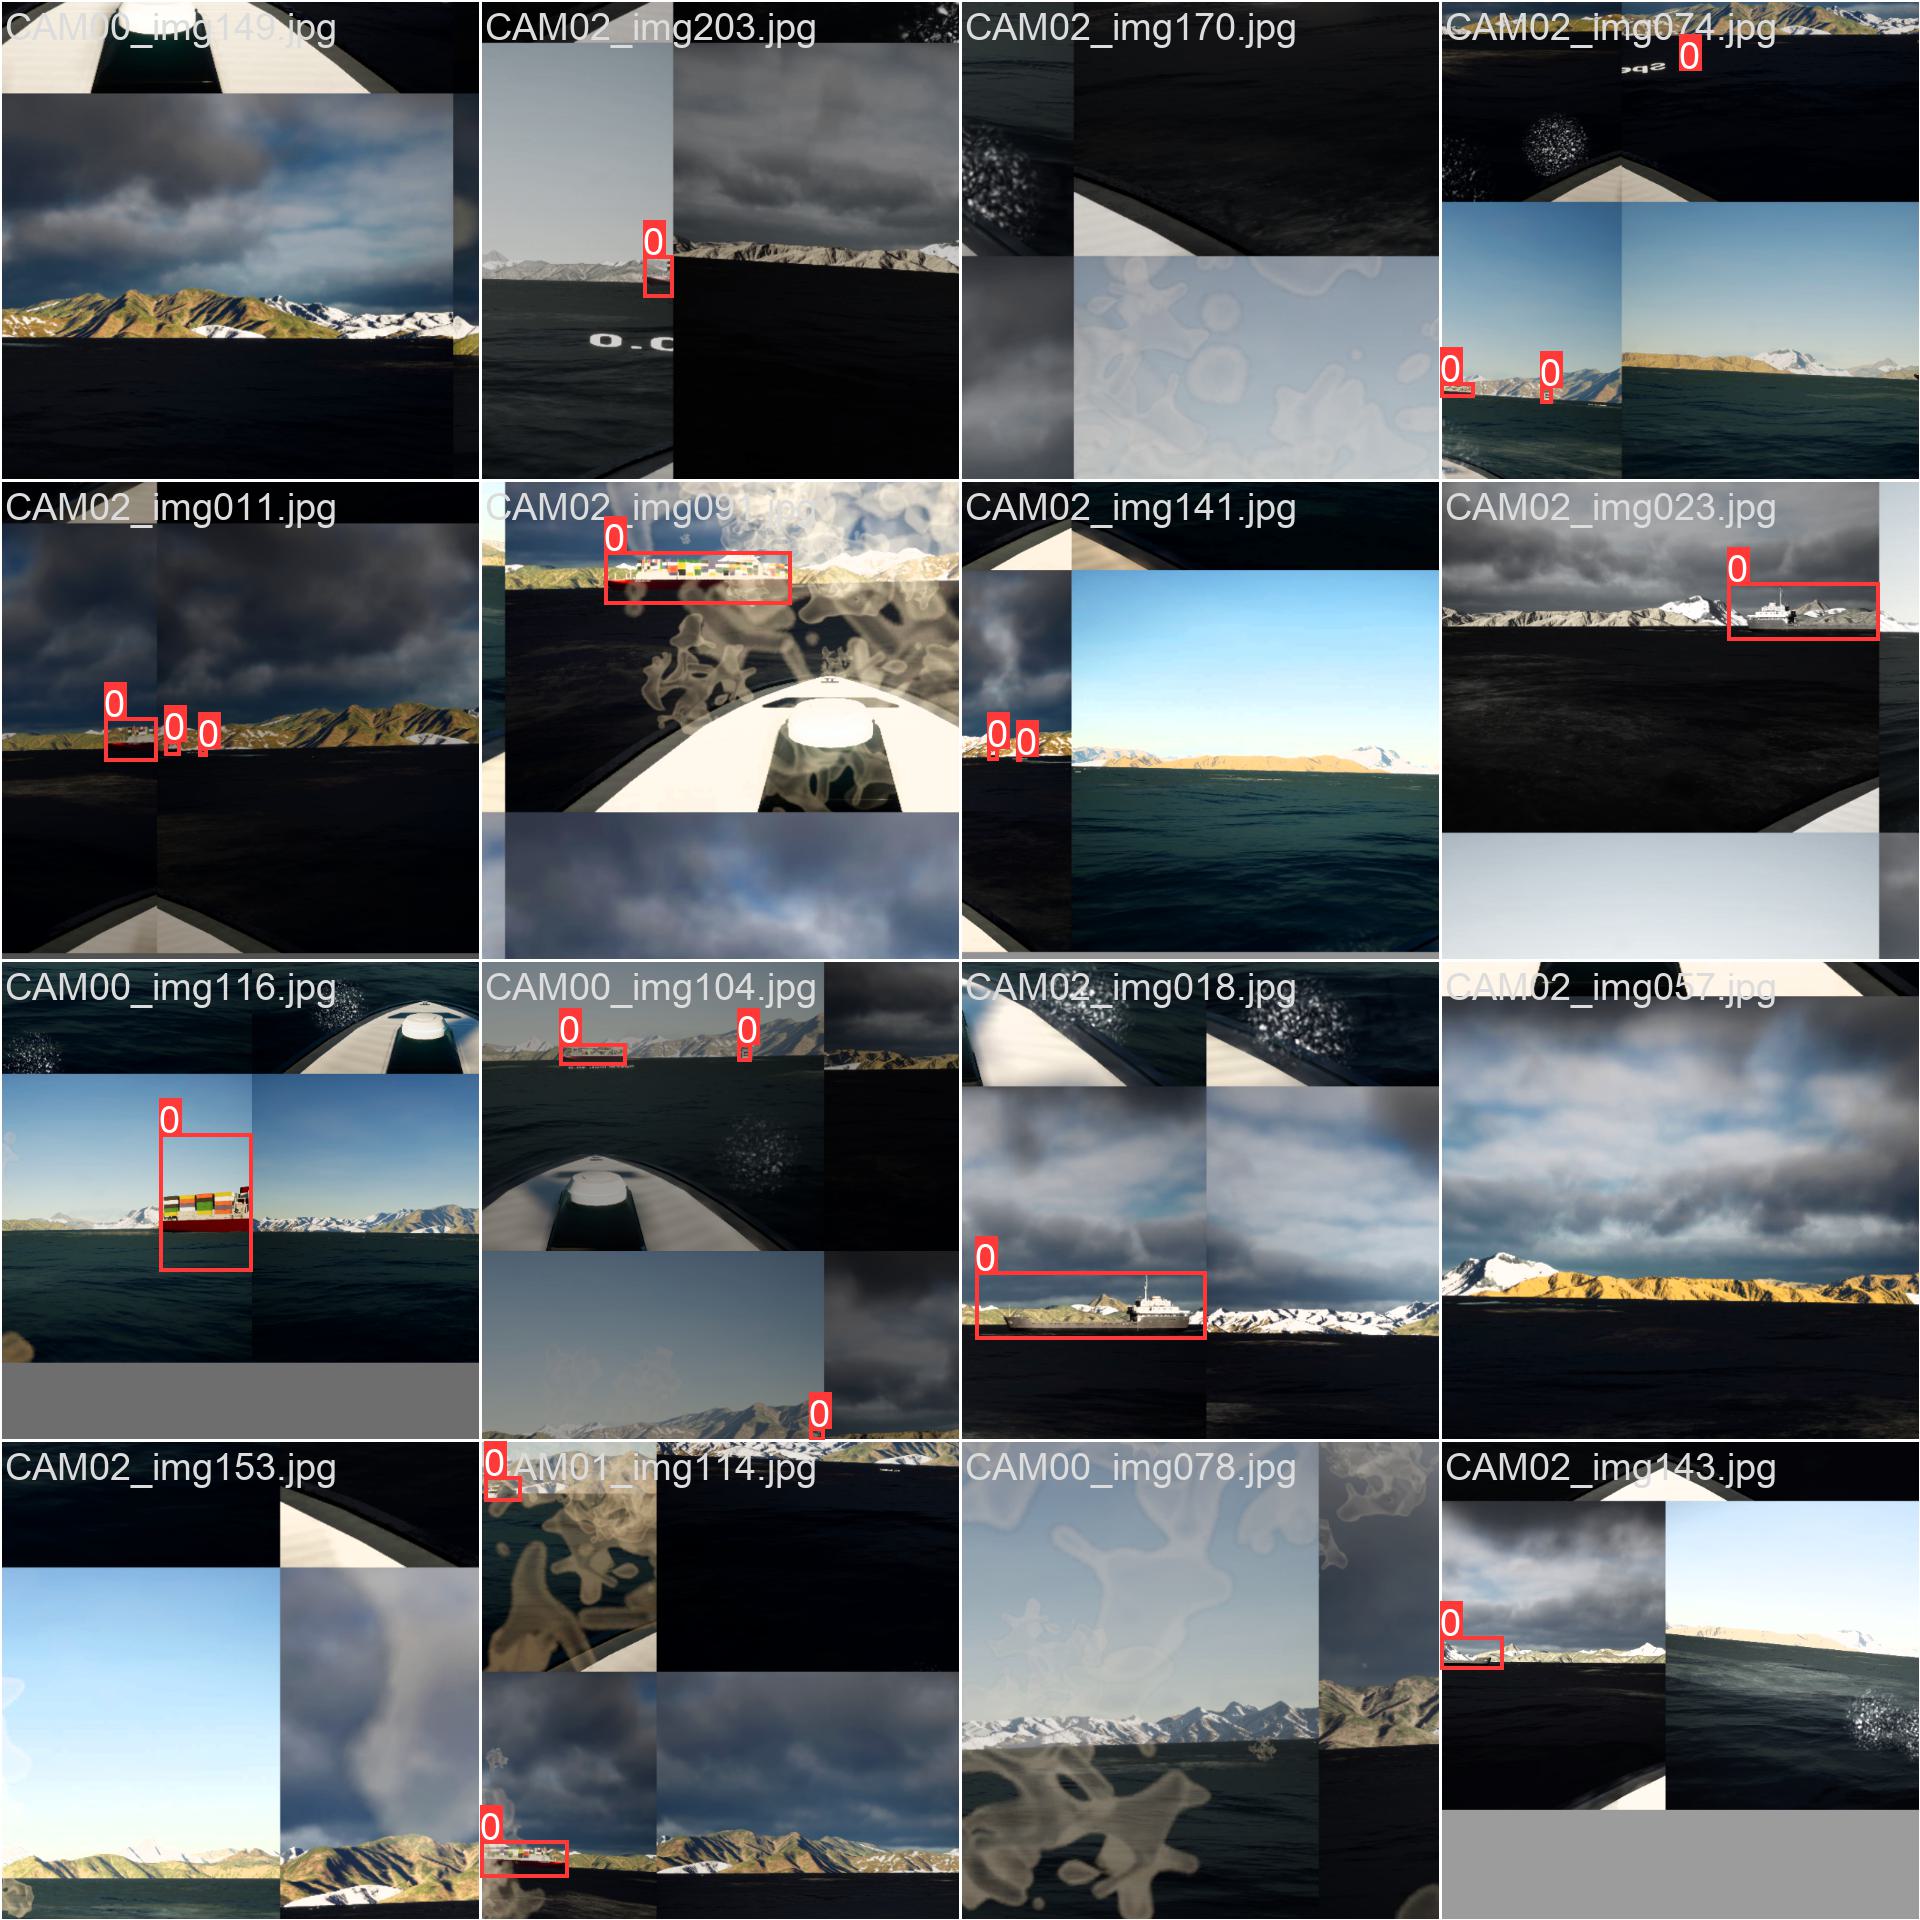 CAM00_img149.jpg
CAM02_img203.jpg
CAM02_img170.jpg
CAM02_img074.jpg
0
0
0
0
0
CAM02_img011.jpg
CAM02_img091.jpg
CAM02_img141.jpg
CAM02_img023.jpg
0
0
0
0
0
0
0
CAM00_img116.jpg
CAM00_img104.jpg
CAM02_img018.jpg
CAM02_img057.jpg
0
0
0
0
0
CAM02_img153.jpg
CAM01_img114.jpg
CAM00_img078.jpg
CAM02_img143.jpg
0
0
0